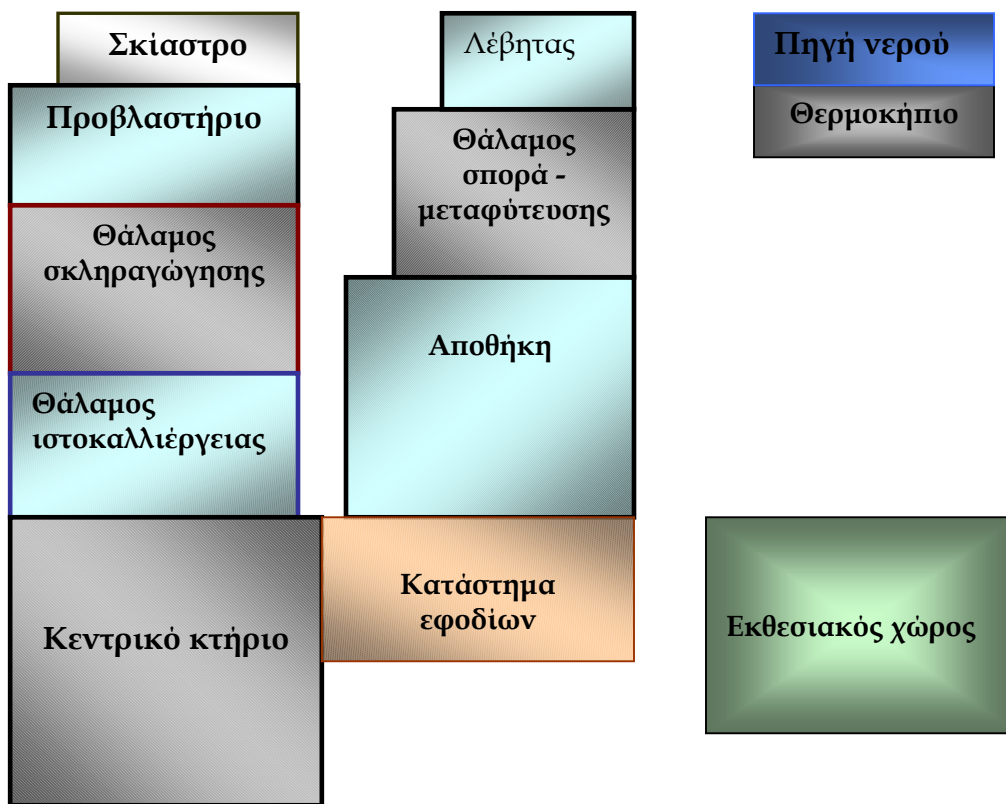 Σκίαστρο
Προβλαστήριο
Θάλαμος
σκληραγώγησης
Θάλαμος
ιστοκαλλιέργειας
Κεντρικό κτήριο
Λέβητας
Θάλαμος
σπορά -
μεταφύτευσης
Αποθήκη
Κατάστημα
εφοδίων
Πηγή νερού
Θερμοκήπιο
Εκθεσιακός χώρος